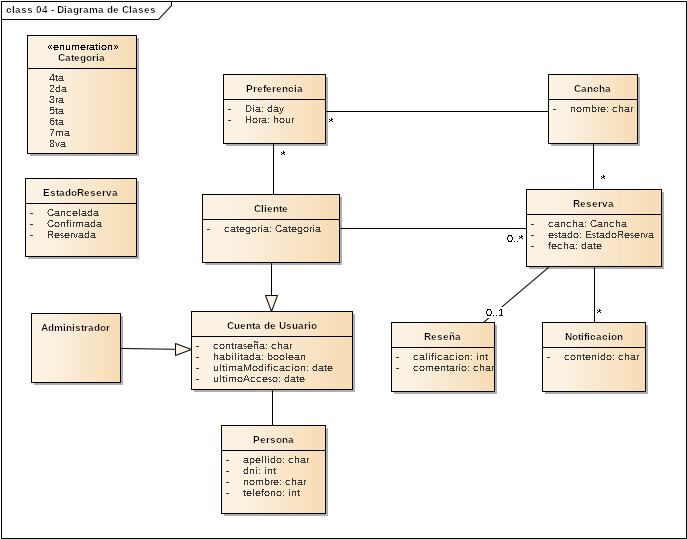 class 04 - Diagrama de Clases
«enumeration»
Categoria
4ta
2da
3ra
5ta
6ta
7ma
8va
EstadoReserva
- Cancelada
- Confirmada
- Reservada
Preferencia
- Dia: day
- Hora: hour
*
*
Cancha
- nombre: char
*
Cliente
- categoria: Categoria
0..*
Reserva
- cancha: Cancha
- estado: EstadoReserva
- fecha: date
0..1
*
Administrador
Cuenta de Usuario
- contraseña: char
- habilitada: boolean
- ultimaModificacion: date
- ultimoAcceso: date
Reseña
- calificacion: int
- comentario: char
Notificacion
- contenido: char
Persona
- apellido: char
- dni: int
- nombre: char
- telefono: int